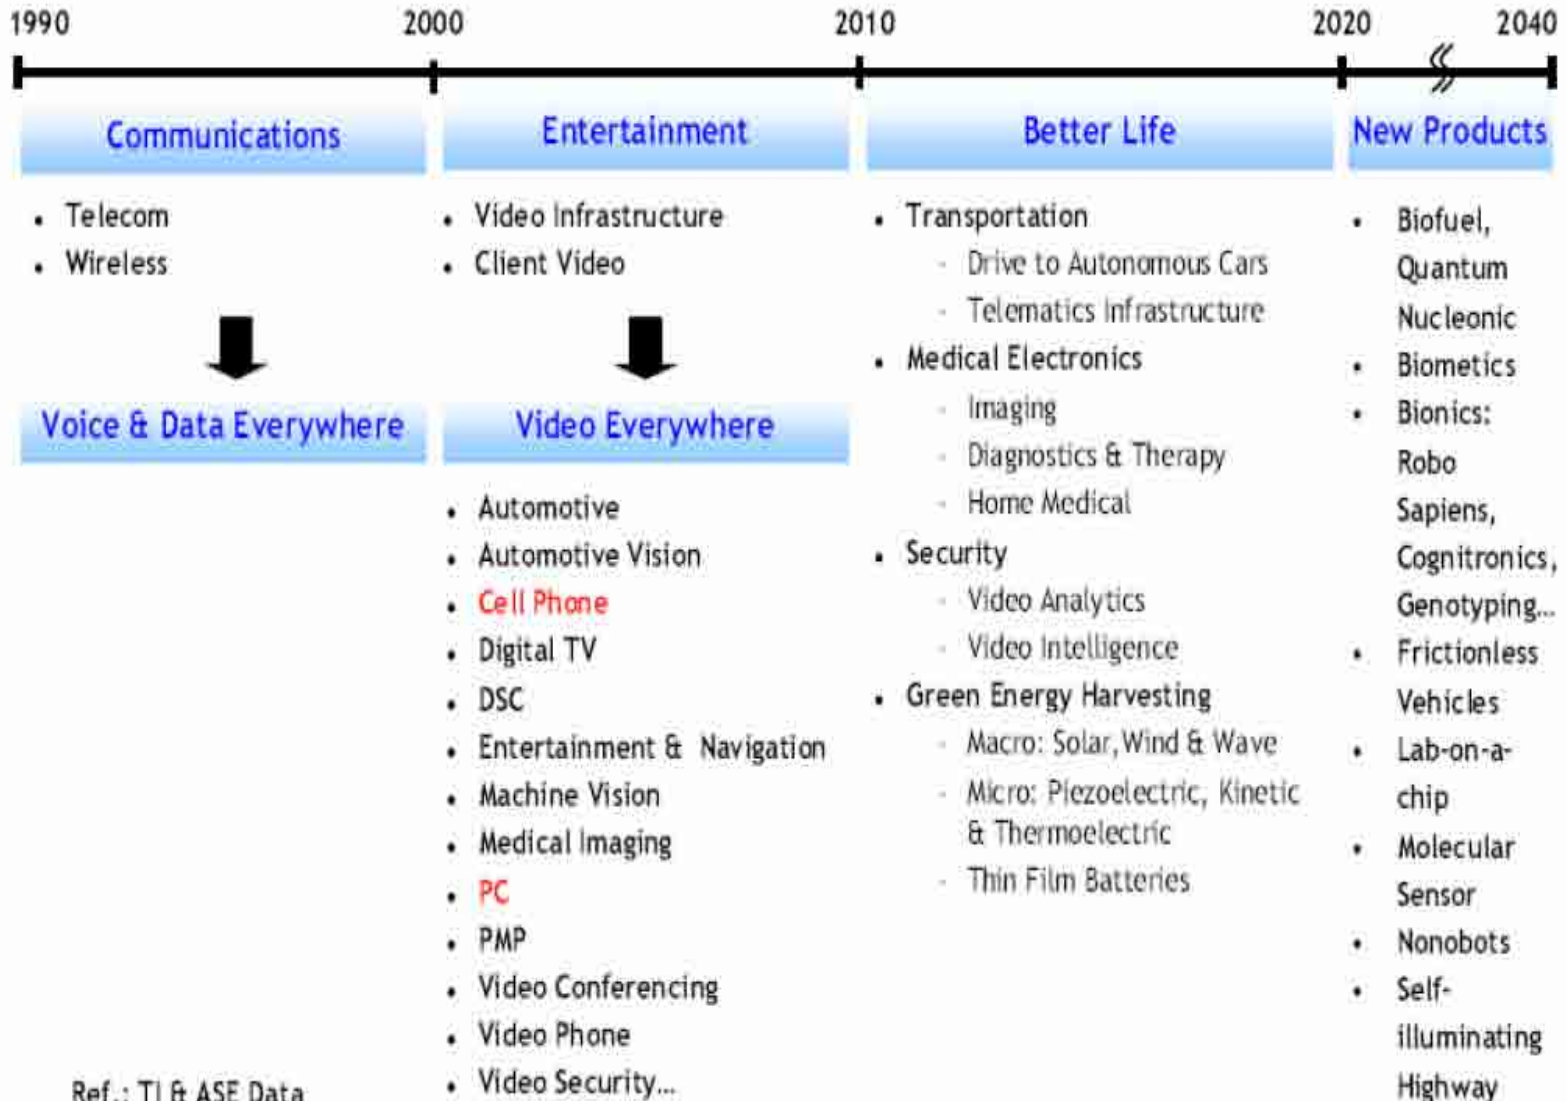 1990 2000 2010 2020 2040
Communications
• Telecom
• Wireless
Voice & Data Everywhere
Entertainment
• Video Infrastructure
• Client Video
Video Everywhere
• Automotive
• Automotive Vision
• Cell Phone
• Digital TV
• DSC
• Entertainment & Navigation
• Machine Vision
• Medical Imaging
• PC
• PMP
• Video Conferencing
• Video Phone
• Video Security...
Better Life
• Transportation
- Drive to Autonomous Cars
- Telematics Infrastructure
• Medical Electronics
- Imaging
- Diagnostics & Therapy
- Home Medical
• Security
- Video Analytics
- Video Intelligence
• Green Energy Harvesting
- Macro: Solar, Wind & Wave
- Micro: Piezoelectric, Kinetic
& Thermoelectric
- Thin Film Batteries
New Products
• Biofuel,
Quantum
Nucleonic
• Biometics
• Bionics:
Robo
Sapiens,
Cognitronics,
Genotyping...
• Frictionless
Vehicles
• Lab-on-a-
chip
• Molecular
Sensor
• Nonobots
• Self-
illuminating
Highway
Ref.: TI & ASE Data